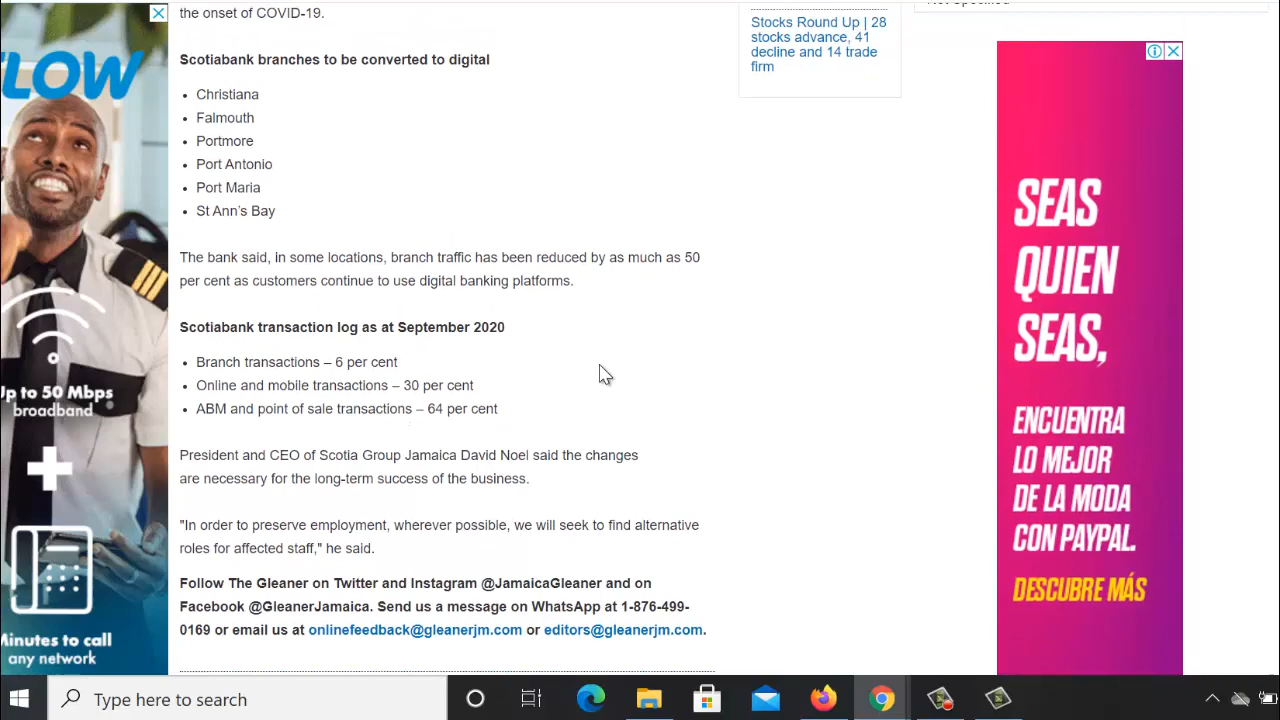 the onset of COVID-19.
Scotiabank branches to be converted to digital
Christiana
Falmouth
Portmore
Port Antonio
Port Maria
St Ann's Bay
The bank said, in some locations, branch traffic has been reduced by as much as 50
per cent as customers continue to use digital banking platforms.
Scotiabank transaction log as at September 2020
Branch transactions – 6 per cent
Online and mobile transactions – 30 per cent
ABM and point of sale transactions – 64 per cent
President and CEO of Scotia Group Jamaica David Noel said the changes
are necessary for the long-term success of the business.
"In order to preserve employment, wherever possible, we will seek to find alternative
roles for affected staff," he said.
Follow The Gleaner on Twitter and Instagram @JamaicaGleaner and on
Facebook @GleanerJamaica. Send us a message on WhatsApp at 1-876-499-
0169 or email us at onlinefeedback@gleanerjm.com or editors@gleanerjm.com.
Stocks Round Up | 28
stocks advance, 41
decline and 14 trade
firm
LOW
Up to 50 Mbps
broadband
Minutes to call
any network
SEAS
QUIEN
SEAS,
ENCUENTRA
LO MEJOR
DE LA MODA
CON PAYPAL.
DESCUBRE MÁS
Type here to search